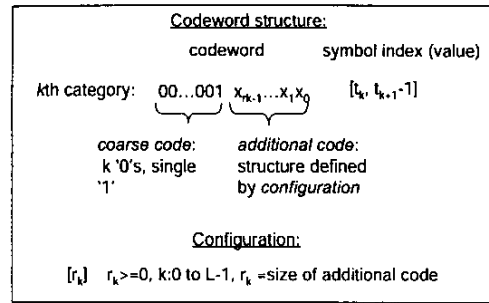 Codeword structure:
codeword symbol index (value)
kth category: 00...001 x_{rk-1}...x_1x_0 [t_k, t_{k+1}-1]
coarse code: additional code:
k '0's, single structure defined
'1' by configuration
Configuration:
[r_k] r_k>=0, k:0 to L-1, r_k =size of additional code